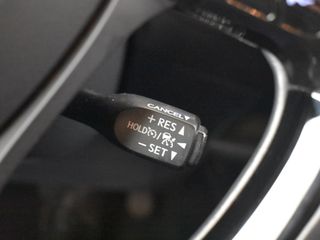 CANCEL
+ RES
HOLD /
− SET